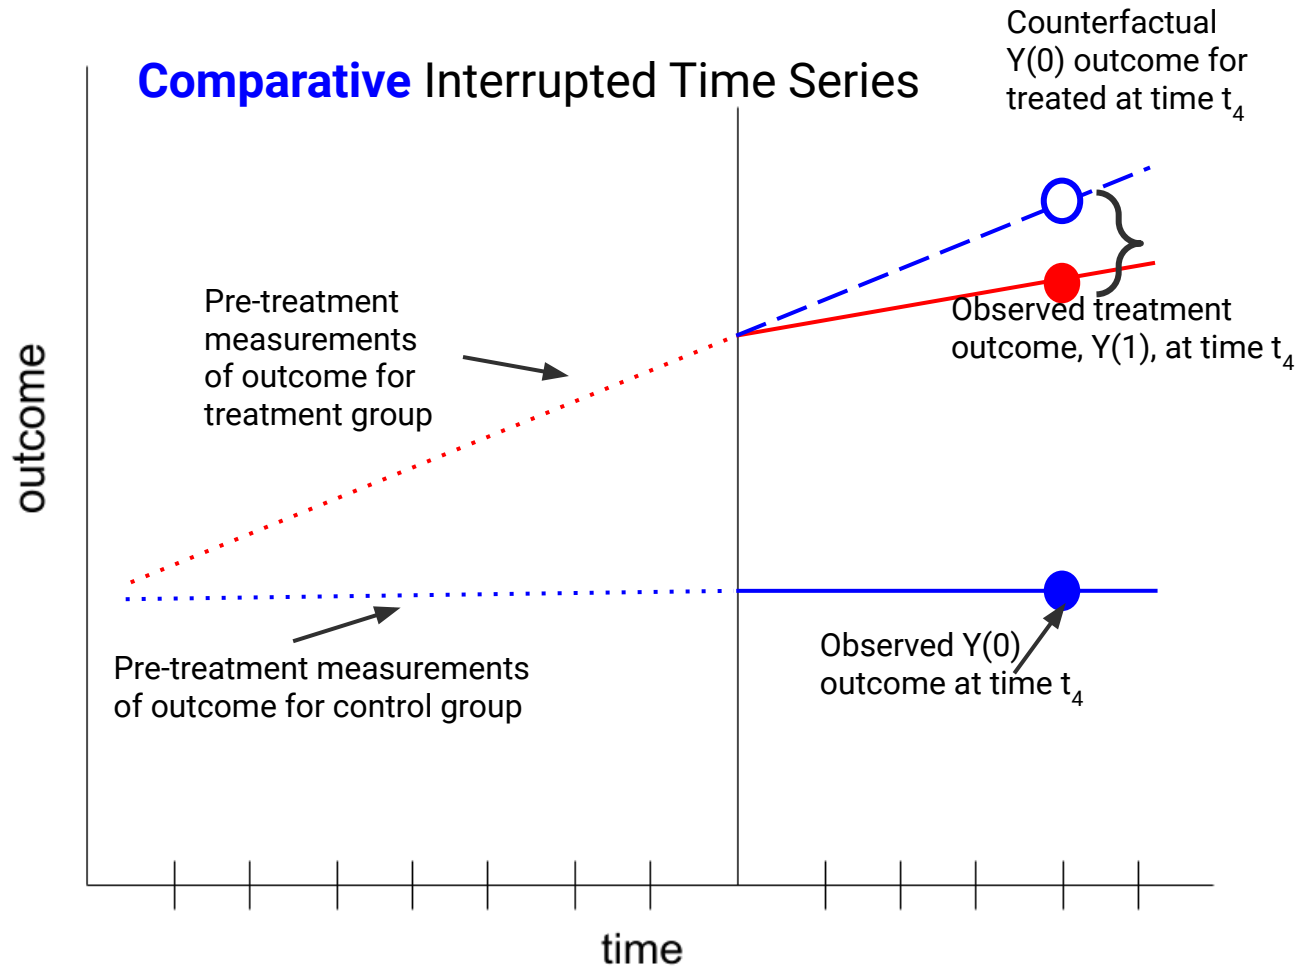 Counterfactual
Y(0) outcome for
treated at time t4
Comparative Interrupted Time Series
Pre-treatment
measurements
of outcome for
treatment group
Observed treatment
outcome, Y(1), at time t4
outcome
Observed Y(0)
outcome at time t4
Pre-treatment measurements
of outcome for control group
time